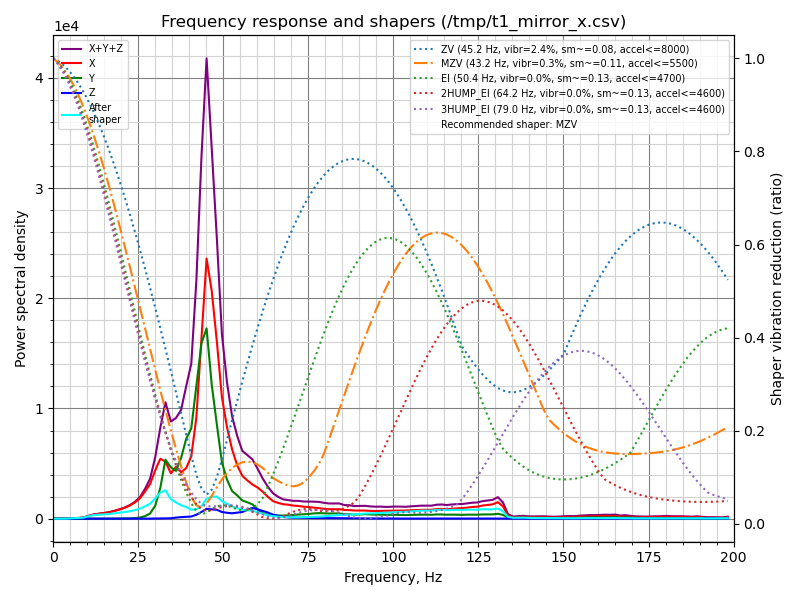 Frequency response and shapers (/tmp/t1_mirror_x.csv)
1e4
X+Y+Z
X
Y
Z
After
shaper
ZV (45.2 Hz, vibr=2.4%, sm~=0.08, accel<=8000)
MZV (43.2 Hz, vibr=0.3%, sm~=0.11, accel<=5500)
EI (50.4 Hz, vibr=0.0%, sm~=0.13, accel<=4700)
2HUMP_EI (64.2 Hz, vibr=0.0%, sm~=0.13, accel<=4600)
3HUMP_EI (79.0 Hz, vibr=0.0%, sm~=0.13, accel<=4600)
Recommended shaper: MZV
Power spectral density
4
3
2
1
0
1.0
0.8
0.6
0.4
0.2
0.0
Shaper vibration reduction (ratio)
0 25 50 75 100 125 150 175 200
Frequency, Hz